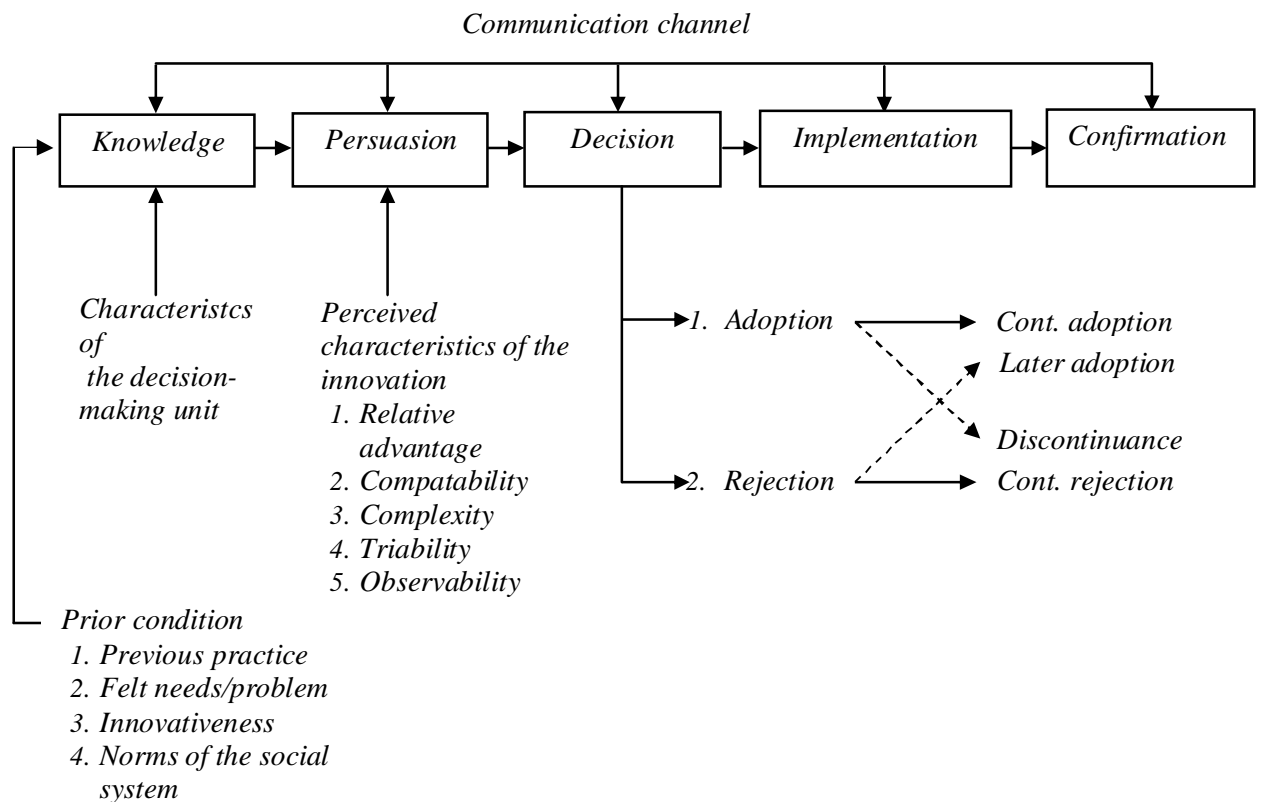 Communication channel
Knowledge
Persuasion
Decision
Implementation
Confirmation
Characteristcs
of
the decision-
making unit
Perceived
characteristics of the
innovation
1. Relative
advantage
2. Compatability
3. Complexity
4. Triability
5. Observability
1. Adoption
2. Rejection
Cont. adoption
Later adoption
Discontinuance
Cont. rejection
Prior condition
1. Previous practice
2. Felt needs/problem
3. Innovativeness
4. Norms of the social
system